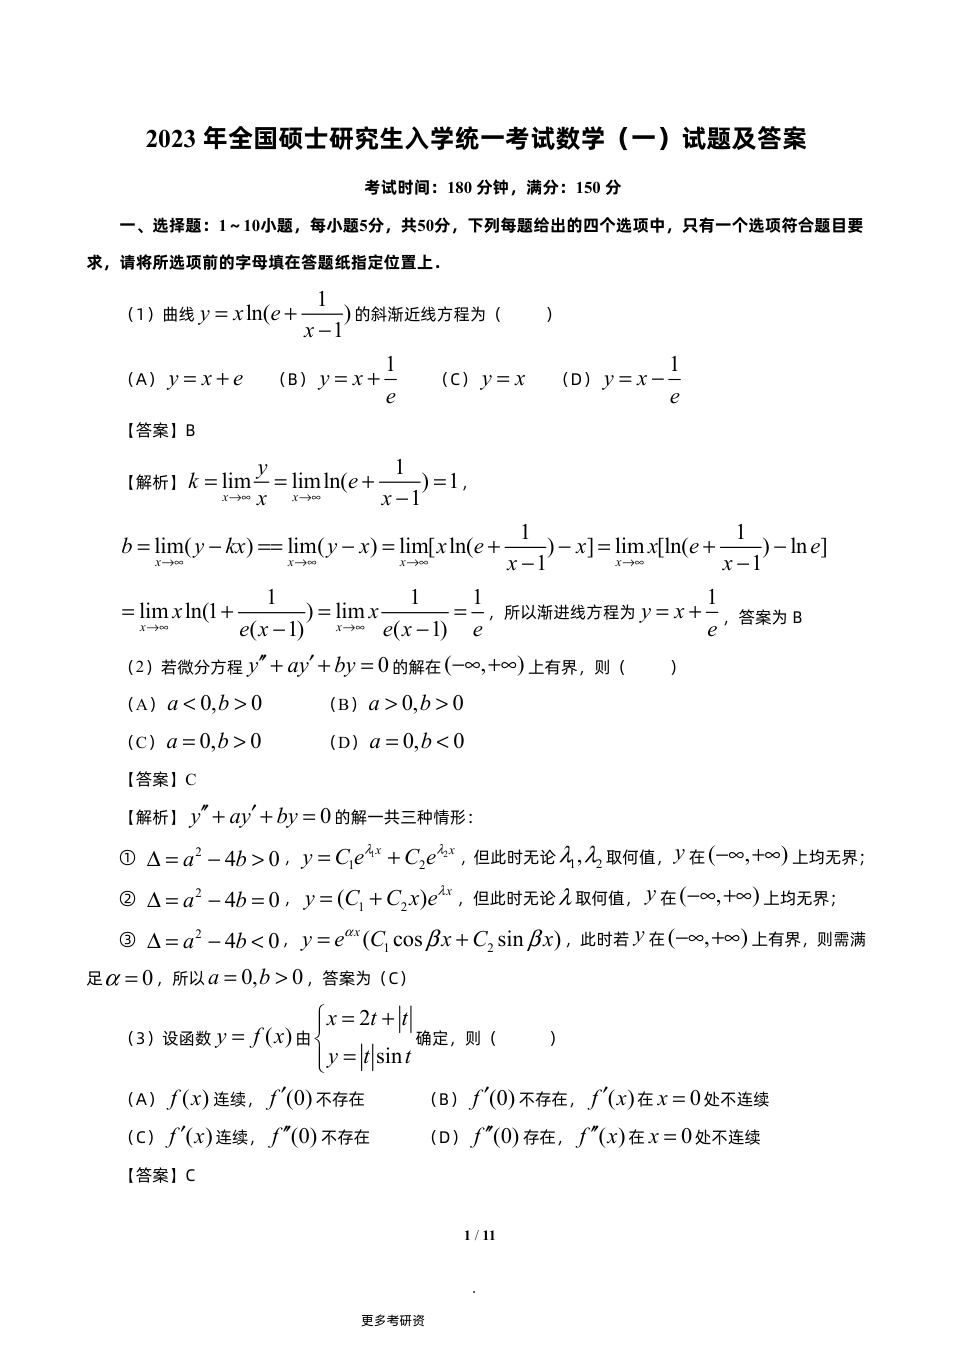 2023 年全国硕士研究生入学统一考试数学（一）试题及答案
考试时间：180 分钟，满分：150 分
一、选择题：1～10小题，每小题5分，共50分，下列每题给出的四个选项中，只有一个选项符合题目要
求，请将所选项前的字母填在答题纸指定位置上．
（1）曲线 y = x ln(e + 1/(x−1)) 的斜渐近线方程为（ ）
（A） y = x + e （B） y = x + 1/e （C） y = x （D） y = x − 1/e
【答案】B
【解析】 k = lim_{x→∞} y/x = lim_{x→∞} ln(e + 1/(x−1)) = 1，
b = lim_{x→∞} (y − kx) == lim_{x→∞} (y − x) = lim_{x→∞} [x ln(e + 1/(x−1)) − x] = lim_{x→∞} x[ln(e + 1/(x−1)) − ln e]
= lim_{x→∞} x ln(1 + 1/(e(x−1))) = lim_{x→∞} x 1/(e(x−1)) = 1/e，所以渐进线方程为 y = x + 1/e，答案为 B
（2）若微分方程 y″ + ay′ + by = 0 的解在 (−∞,+∞) 上有界，则（ ）
（A） a < 0,b > 0 （B） a > 0,b > 0
（C） a = 0,b > 0 （D） a = 0,b < 0
【答案】C
【解析】 y″ + ay′ + by = 0 的解一共三种情形：
① Δ = a² − 4b > 0，y = C₁e^{λ₁x} + C₂e^{λ₂x}，但此时无论 λ₁,λ₂ 取何值，y 在 (−∞,+∞) 上均无界；
② Δ = a² − 4b = 0，y = (C₁ + C₂x)e^{λx}，但此时无论 λ 取何值，y 在 (−∞,+∞) 上均无界；
③ Δ = a² − 4b < 0，y = e^{αx}(C₁ cos βx + C₂ sin βx)，此时若 y 在 (−∞,+∞) 上有界，则需满
足 α = 0，所以 a = 0,b > 0，答案为（C）
（3）设函数 y = f(x) 由 { x = 2t + |t|
y = |t| sin t 确定，则（ ）
（A） f(x) 连续， f′(0) 不存在 （B） f′(0) 不存在， f′(x) 在 x = 0 处不连续
（C） f′(x) 连续， f″(0) 不存在 （D） f″(0) 存在， f″(x) 在 x = 0 处不连续
【答案】C
1 / 11
.
更多考研资